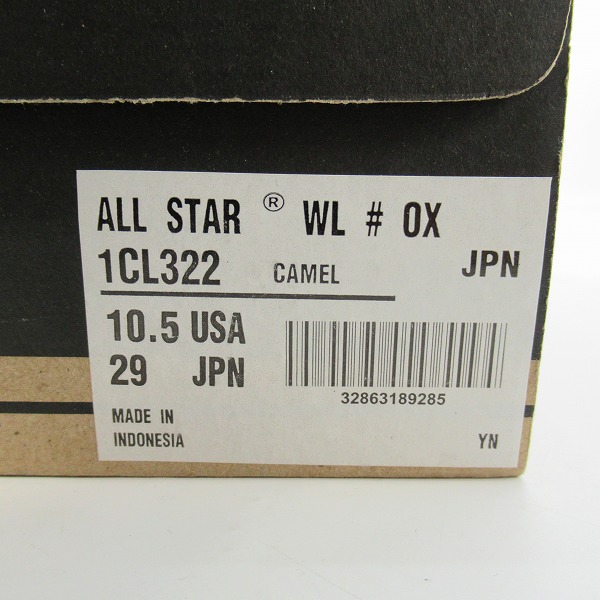 ALL STAR ® WL # OX
1CL322 CAMEL JPN
10.5 USA
29 JPN
32863189285
MADE IN
INDONESIA
YN